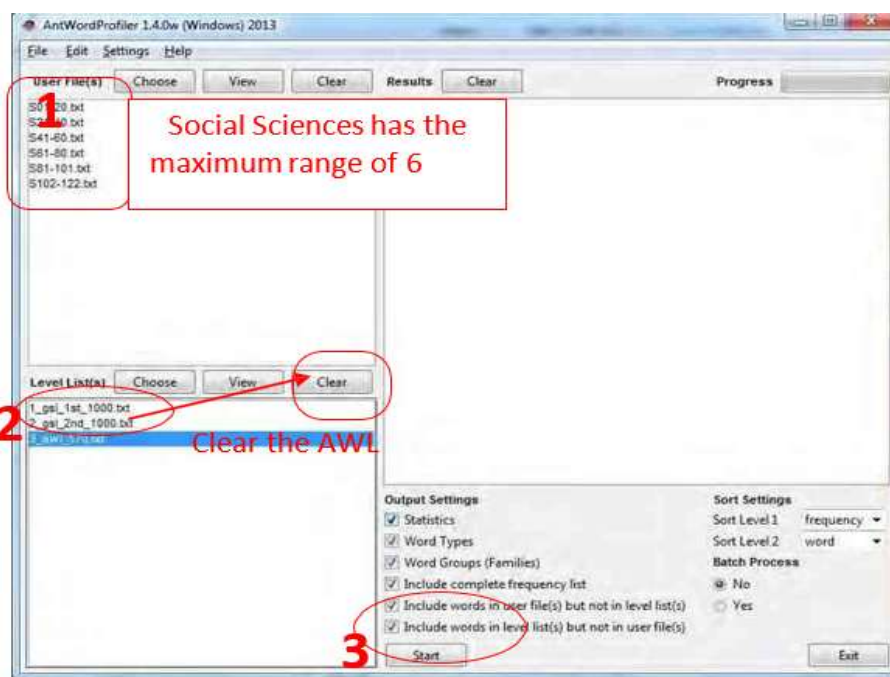 AntWordProfiler 1.4.0w (Windows) 2013
File Edit Settings Help
User File(s) Choose View Clear Results Clear Progress
1
S41-60.txt
S61-80.txt
S81-101.txt
S102-122.txt
Social Sciences has the
maximum range of 6
Level List(s) Choose View Clear
2
1_gsl_1st_1000.txt
2_gsl_2nd_1000.txt
Clear the AWL
Output Settings Sort Settings
Statistics Sort Level 1 frequency
Word Types Sort Level 2 word
Word Groups (Families) Batch Process
Include complete frequency list No
Include words in user file(s) but not in level list(s) Yes
Include words in level list(s) but not in user file(s)
3
Start Exit